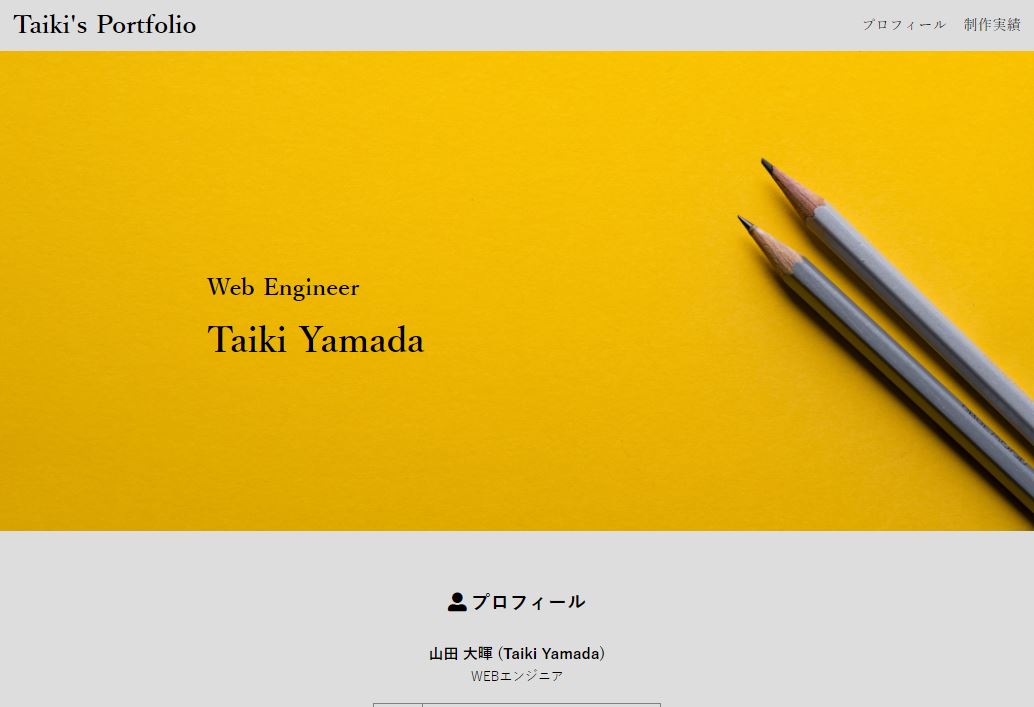 Taiki's Portfolio
プロフィール 制作実績
Web Engineer
Taiki Yamada
プロフィール
山田 大暉 (Taiki Yamada)
WEBエンジニア